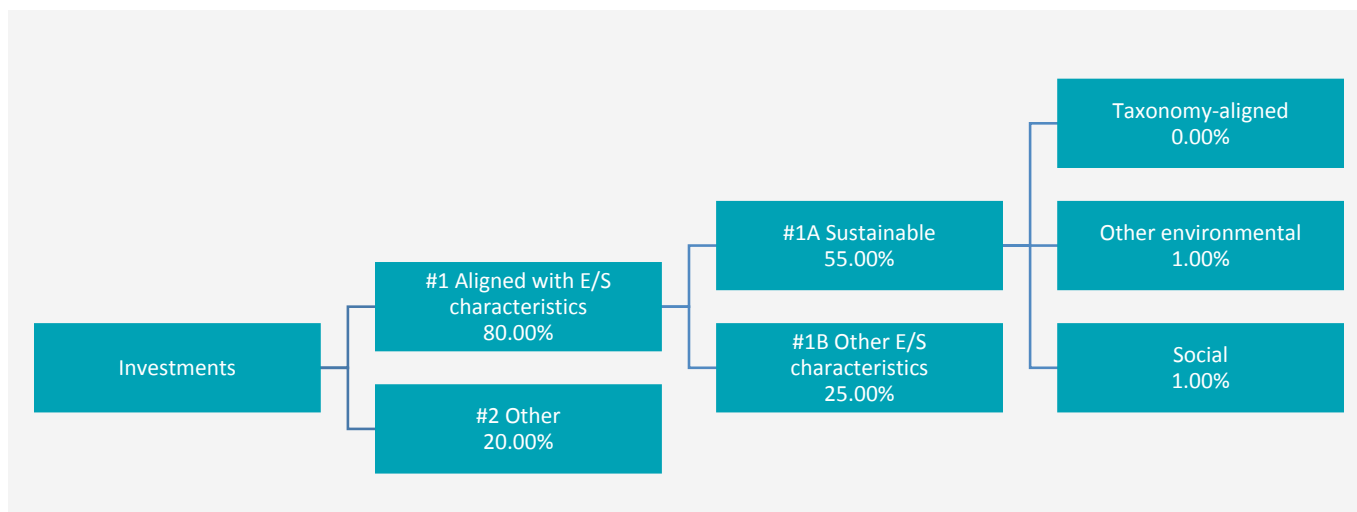 Investments
#1 Aligned with E/S
characteristics
80.00%
#2 Other
20.00%
#1A Sustainable
55.00%
#1B Other E/S
characteristics
25.00%
Taxonomy-aligned
0.00%
Other environmental
1.00%
Social
1.00%